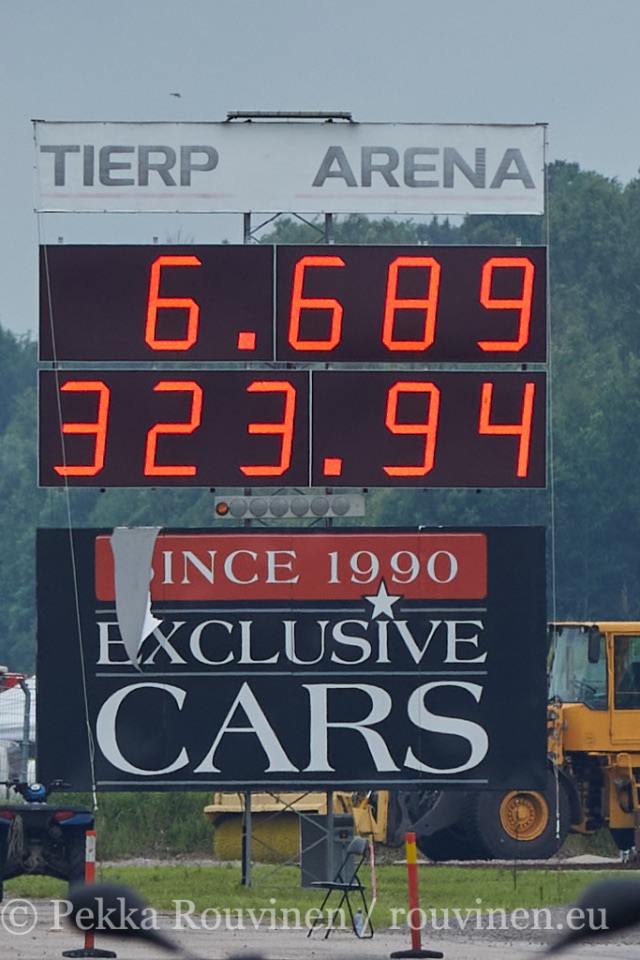 TIERP ARENA
6.689
323.94
SINCE 1990
EXCLUSIVE
CARS
© Pekka Rouvinen / rouvinen.eu